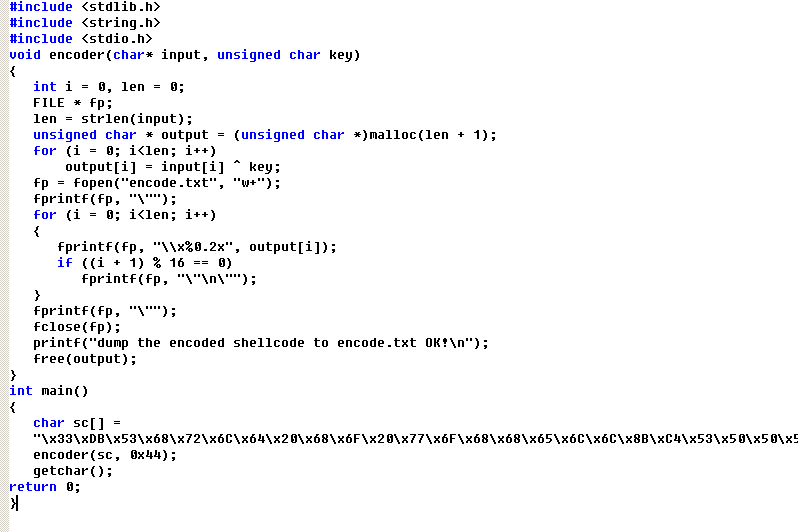 #include <stdlib.h>
#include <string.h>
#include <stdio.h>
void encoder(char* input, unsigned char key)
{
   int i = 0, len = 0;
   FILE * fp;
   len = strlen(input);
   unsigned char * output = (unsigned char *)malloc(len + 1);
   for (i = 0; i<len; i++)
       output[i] = input[i] ^ key;
   fp = fopen("encode.txt", "w+");
   fprintf(fp, "\"");
   for (i = 0; i<len; i++)
   {
      fprintf(fp, "\\x%0.2x", output[i]);
      if ((i + 1) % 16 == 0)
         fprintf(fp, "\"\n\"");
   }
   fprintf(fp, "\"");
   fclose(fp);
   printf("dump the encoded shellcode to encode.txt OK!\n");
   free(output);
}
int main()
{
   char sc[] =
   "\x33\xDB\x53\x68\x72\x6C\x64\x20\x68\x6F\x20\x77\x6F\x68\x68\x65\x6C\x6C\x8B\xC4\x53\x50\x50\x5
   encoder(sc, 0x44);
   getchar();
return 0;
}